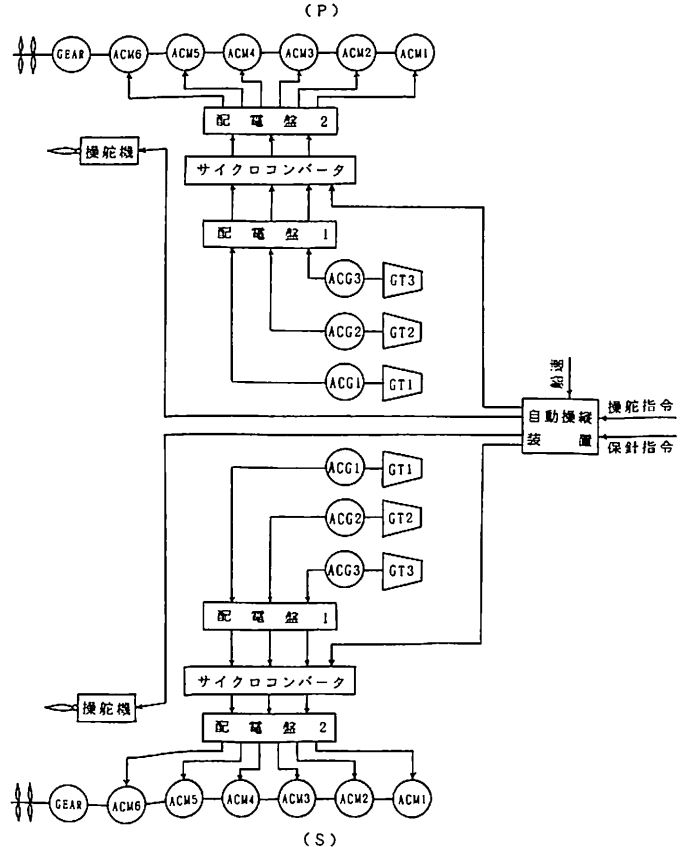 (P)
GEAR ACM6 ACM5 ACM4 ACM3 ACM2 ACM1
配電盤 2
操舵機
サイクロコンバータ
配電盤 1
ACG3 GT3
ACG2 GT2
ACG1 GT1
船速
自動操縦
装置
操舵指令
保針指令
ACG1 GT1
ACG2 GT2
ACG3 GT3
配電盤 1
サイクロコンバータ
操舵機
配電盤 2
GEAR ACM6 ACM5 ACM4 ACM3 ACM2 ACM1
(S)